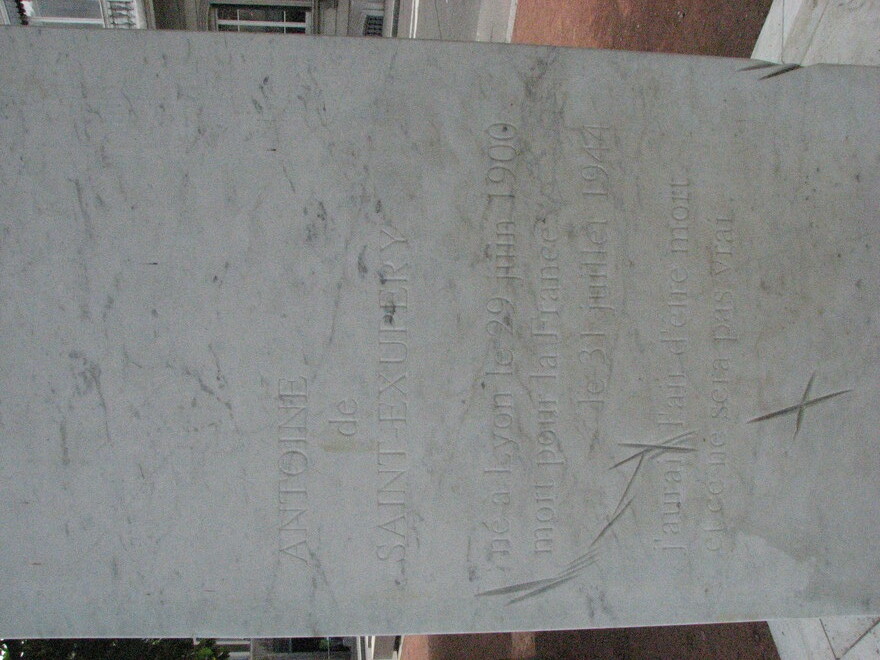 ANTOINE
de
SAINT-EXUPERY
né à Lyon le 29 juin 1900
mort pour la France
le 31 juillet 1944
j'aurai l'air d'être mort
et ce ne sera pas vrai